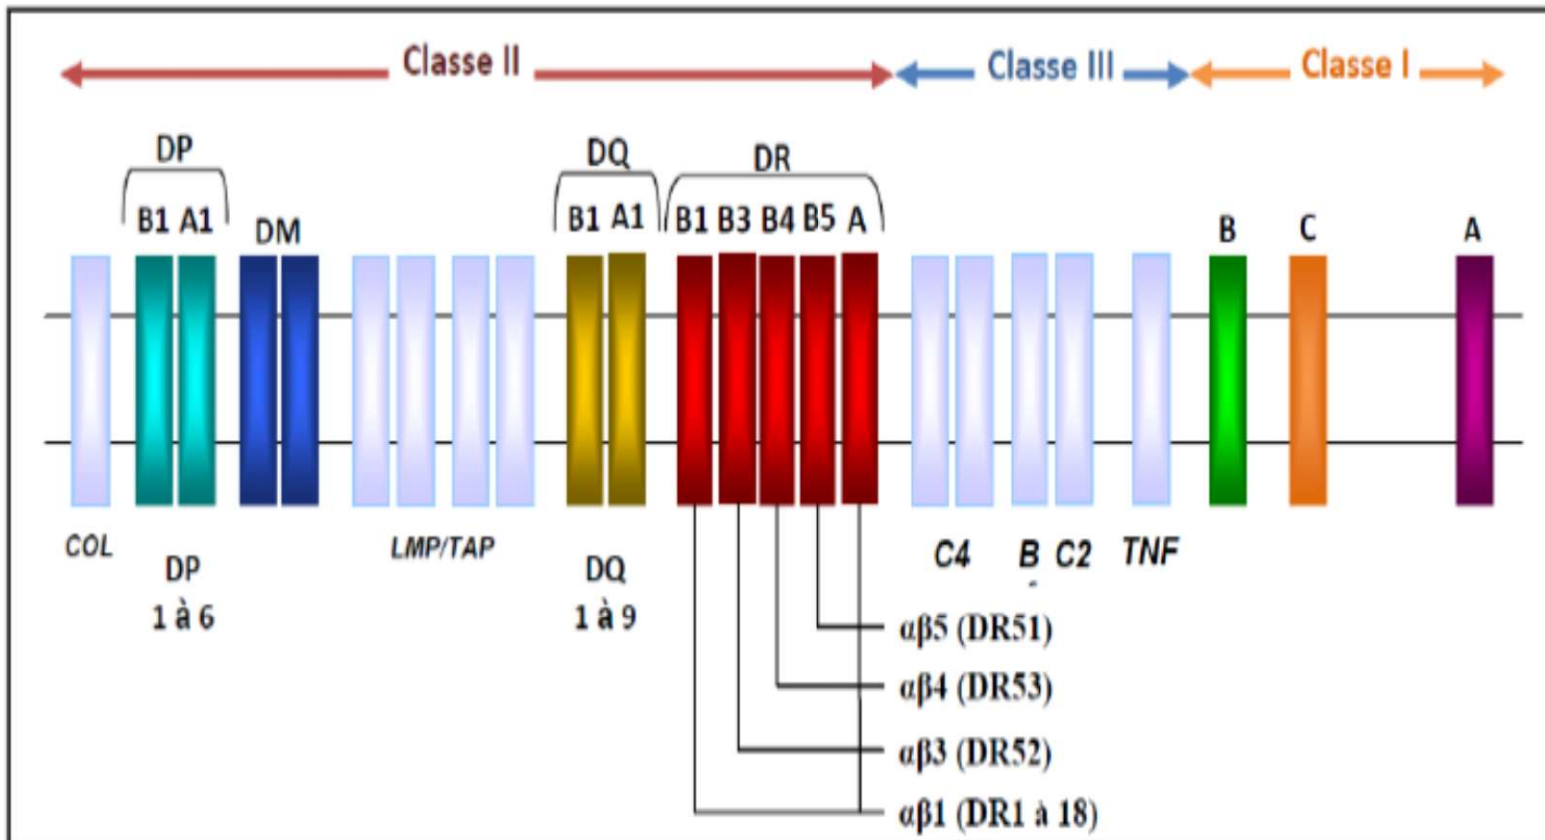 Classe II Classe III Classe I
DP DQ DR
B1 A1 DM B1 A1 B1 B3 B4 B5 A B C A
COL LMP/TAP C4 B C2 TNF
DP DQ
1 à 6 1 à 9
αβ5 (DR51)
αβ4 (DR53)
αβ3 (DR52)
αβ1 (DR1 à 18)